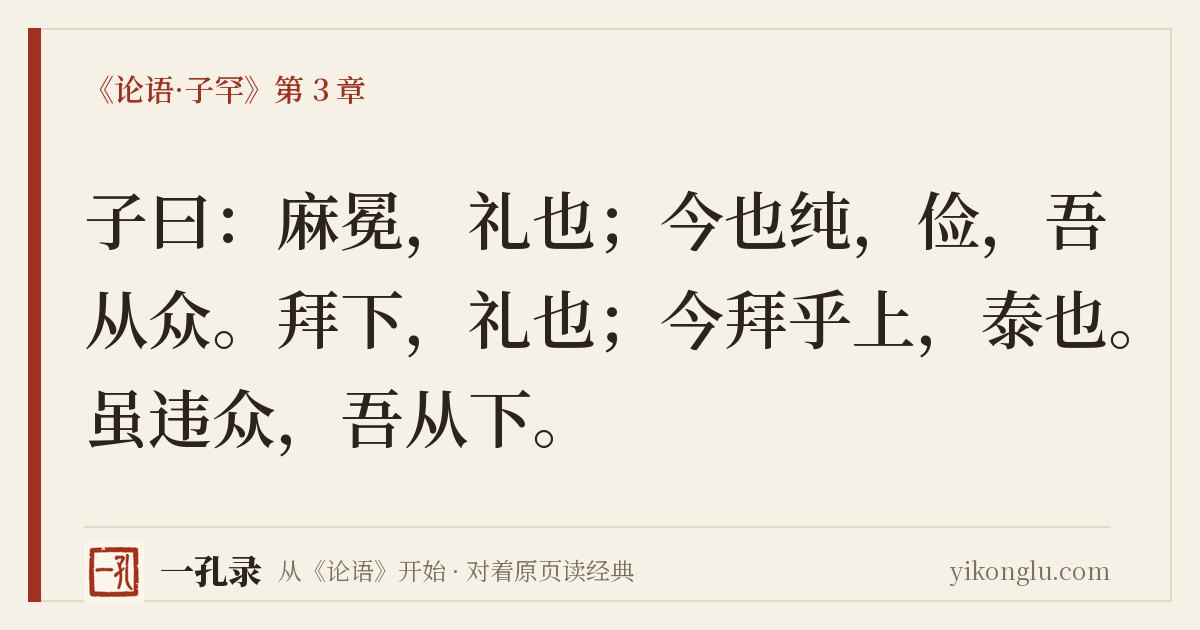 《论语·子罕》第 3 章
子曰：麻冕，礼也；今也纯，俭，吾
从众。拜下，礼也；今拜乎上，泰也。
虽违众，吾从下。
一孔
一孔录 从《论语》开始 · 对着原页读经典 yikonglu.com